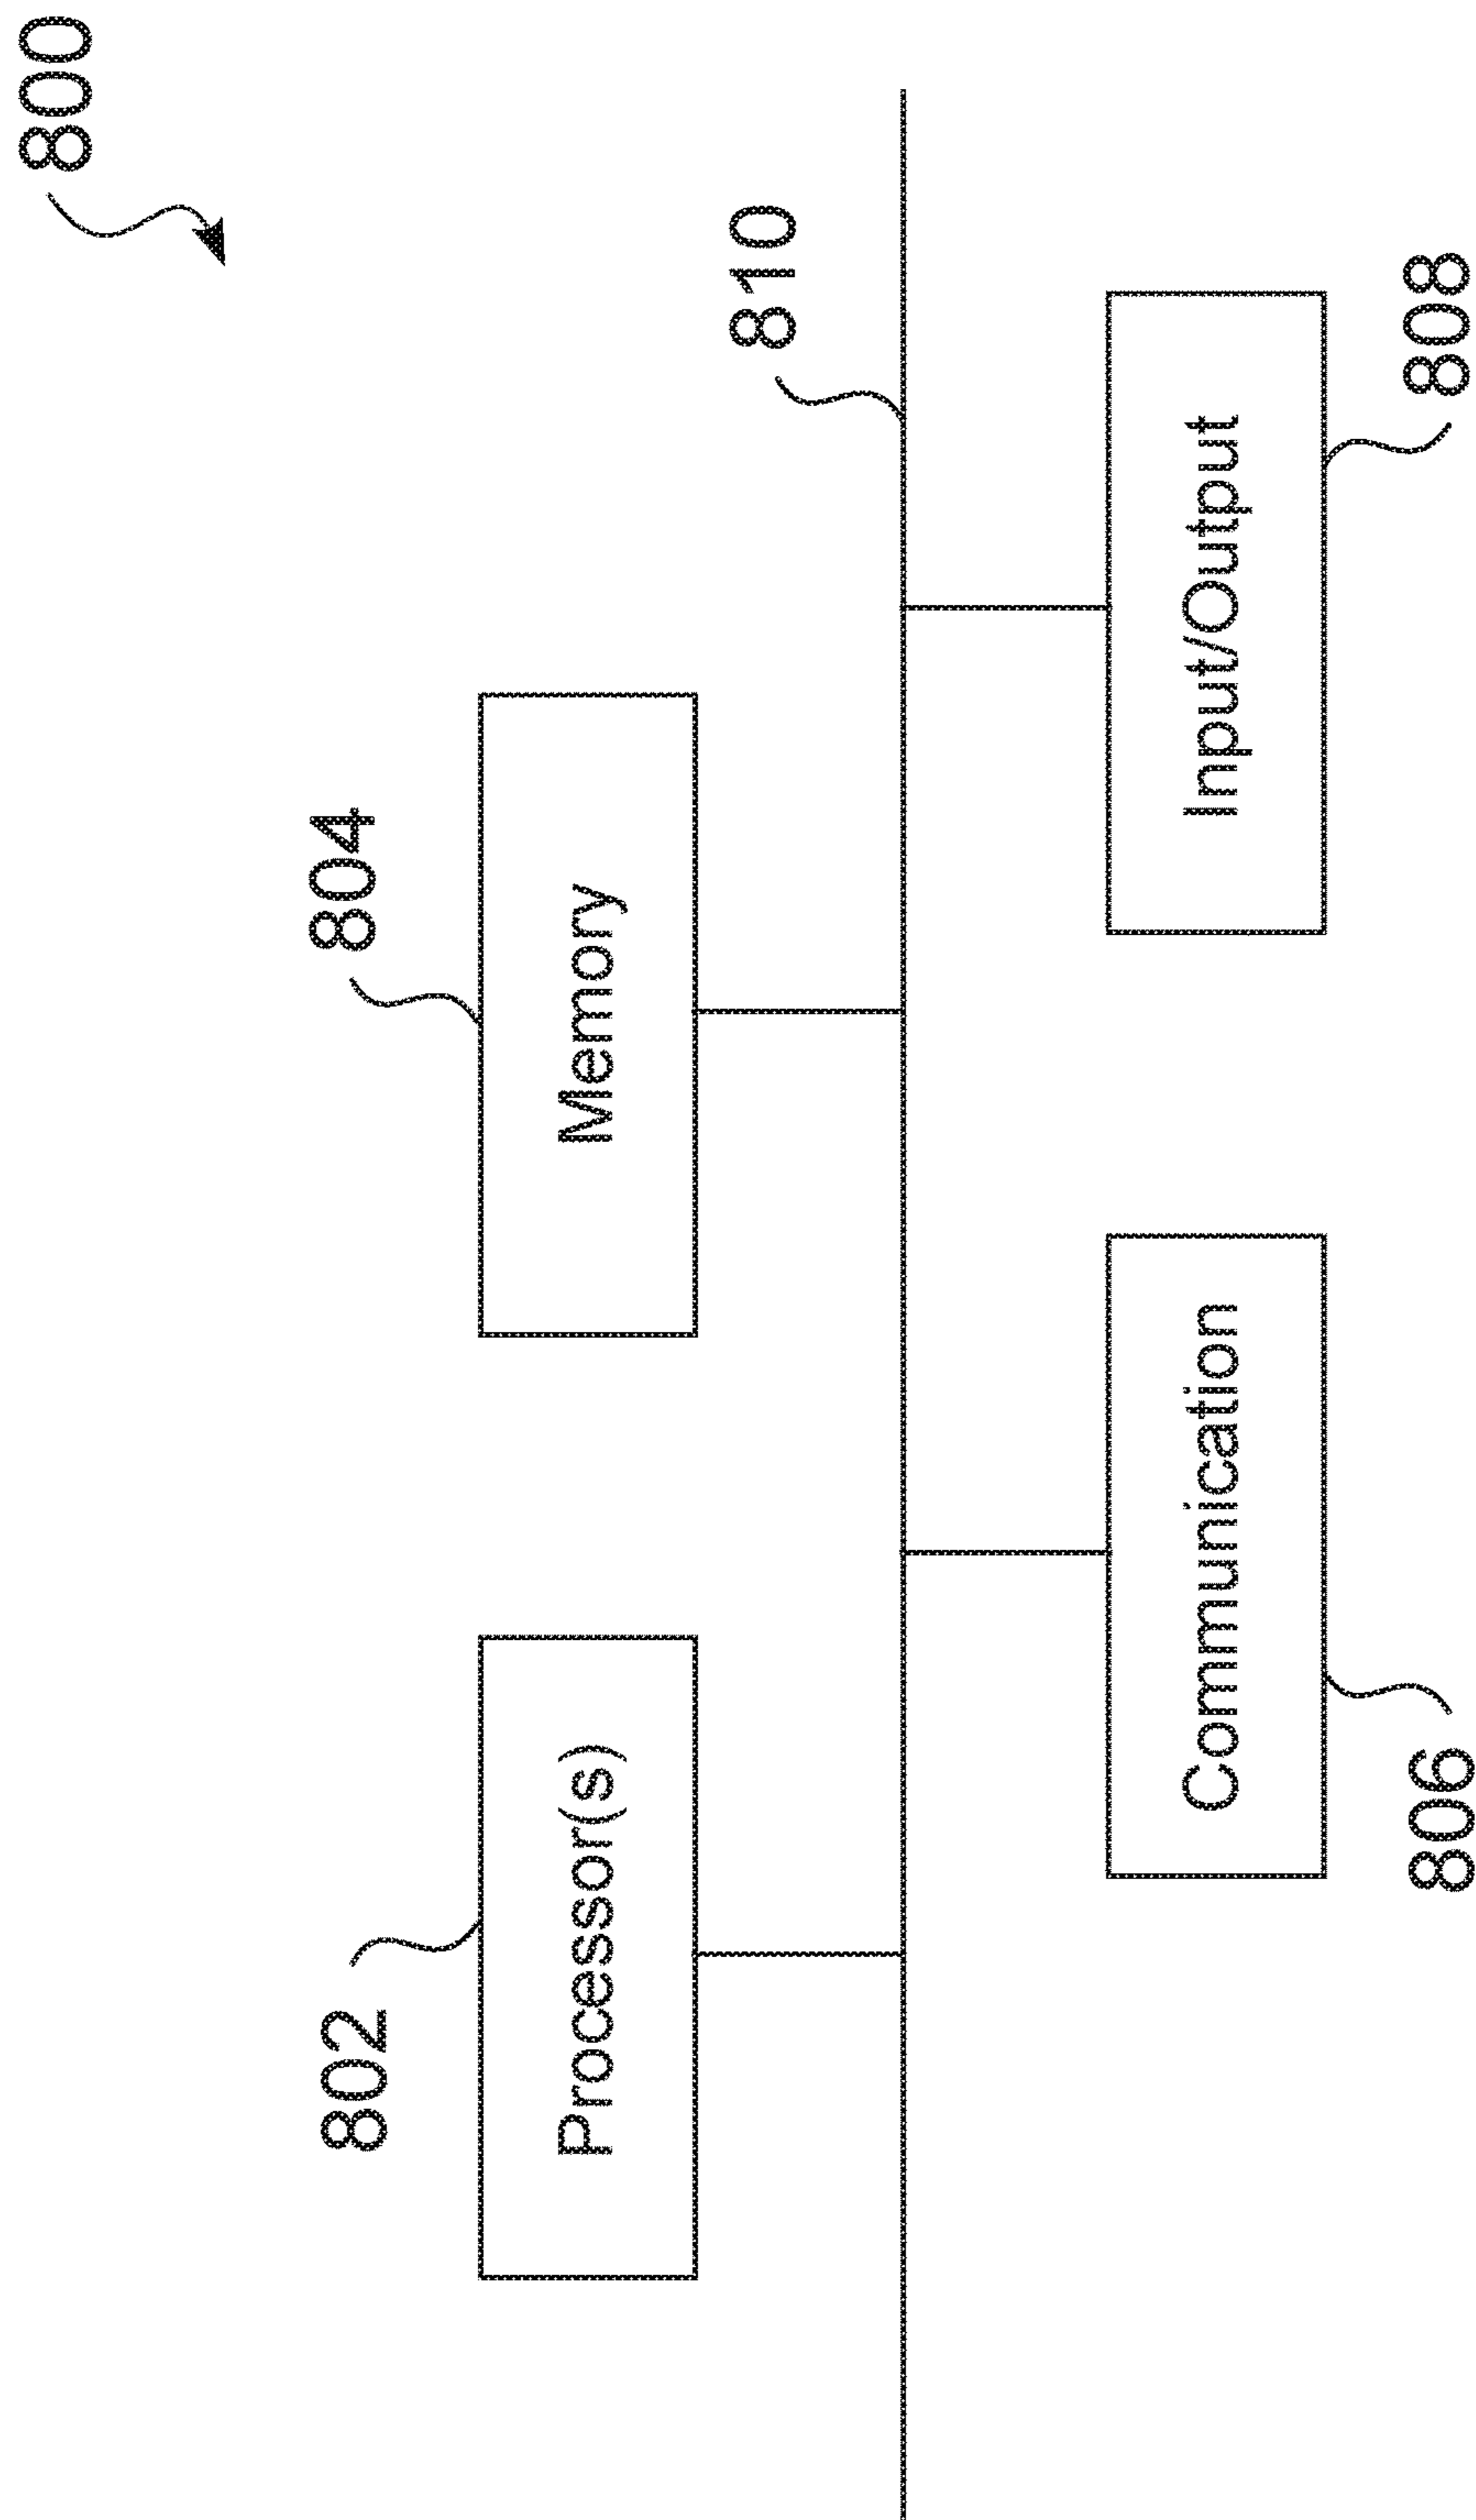 800
802
804
Processor(s)
Memory
810
Communication
Input/Output
806
808